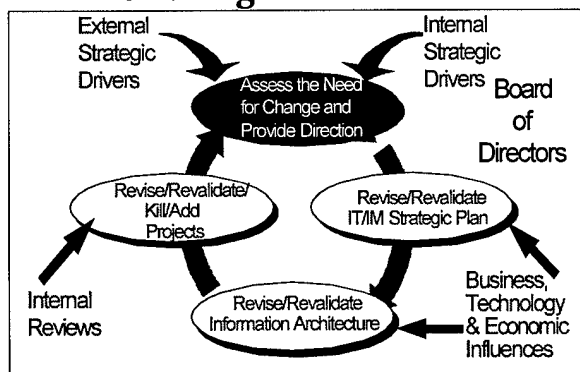 External
Strategic
Drivers
Internal
Strategic
Drivers
Assess the Need
for Change and
Provide Direction
Board
of
Directors
Revise/Revalidate/
Kill/Add
Projects
Revise/Revalidate
IT/IM Strategic Plan
Internal
Reviews
Revise/Revalidate
Information Architecture
Business,
Technology
& Economic
Influences